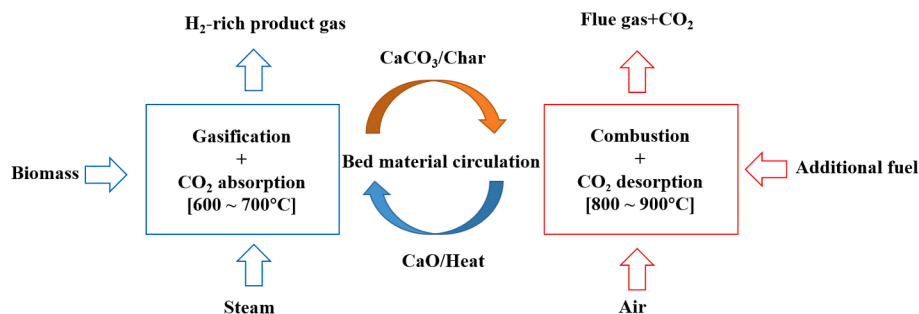 H₂-rich product gas
Flue gas+CO₂
CaCO₃/Char
Gasification
+
CO₂ absorption
[600 ~ 700°C]
Combustion
+
CO₂ desorption
[800 ~ 900°C]
Biomass
Bed material circulation
Additional fuel
CaO/Heat
Steam
Air